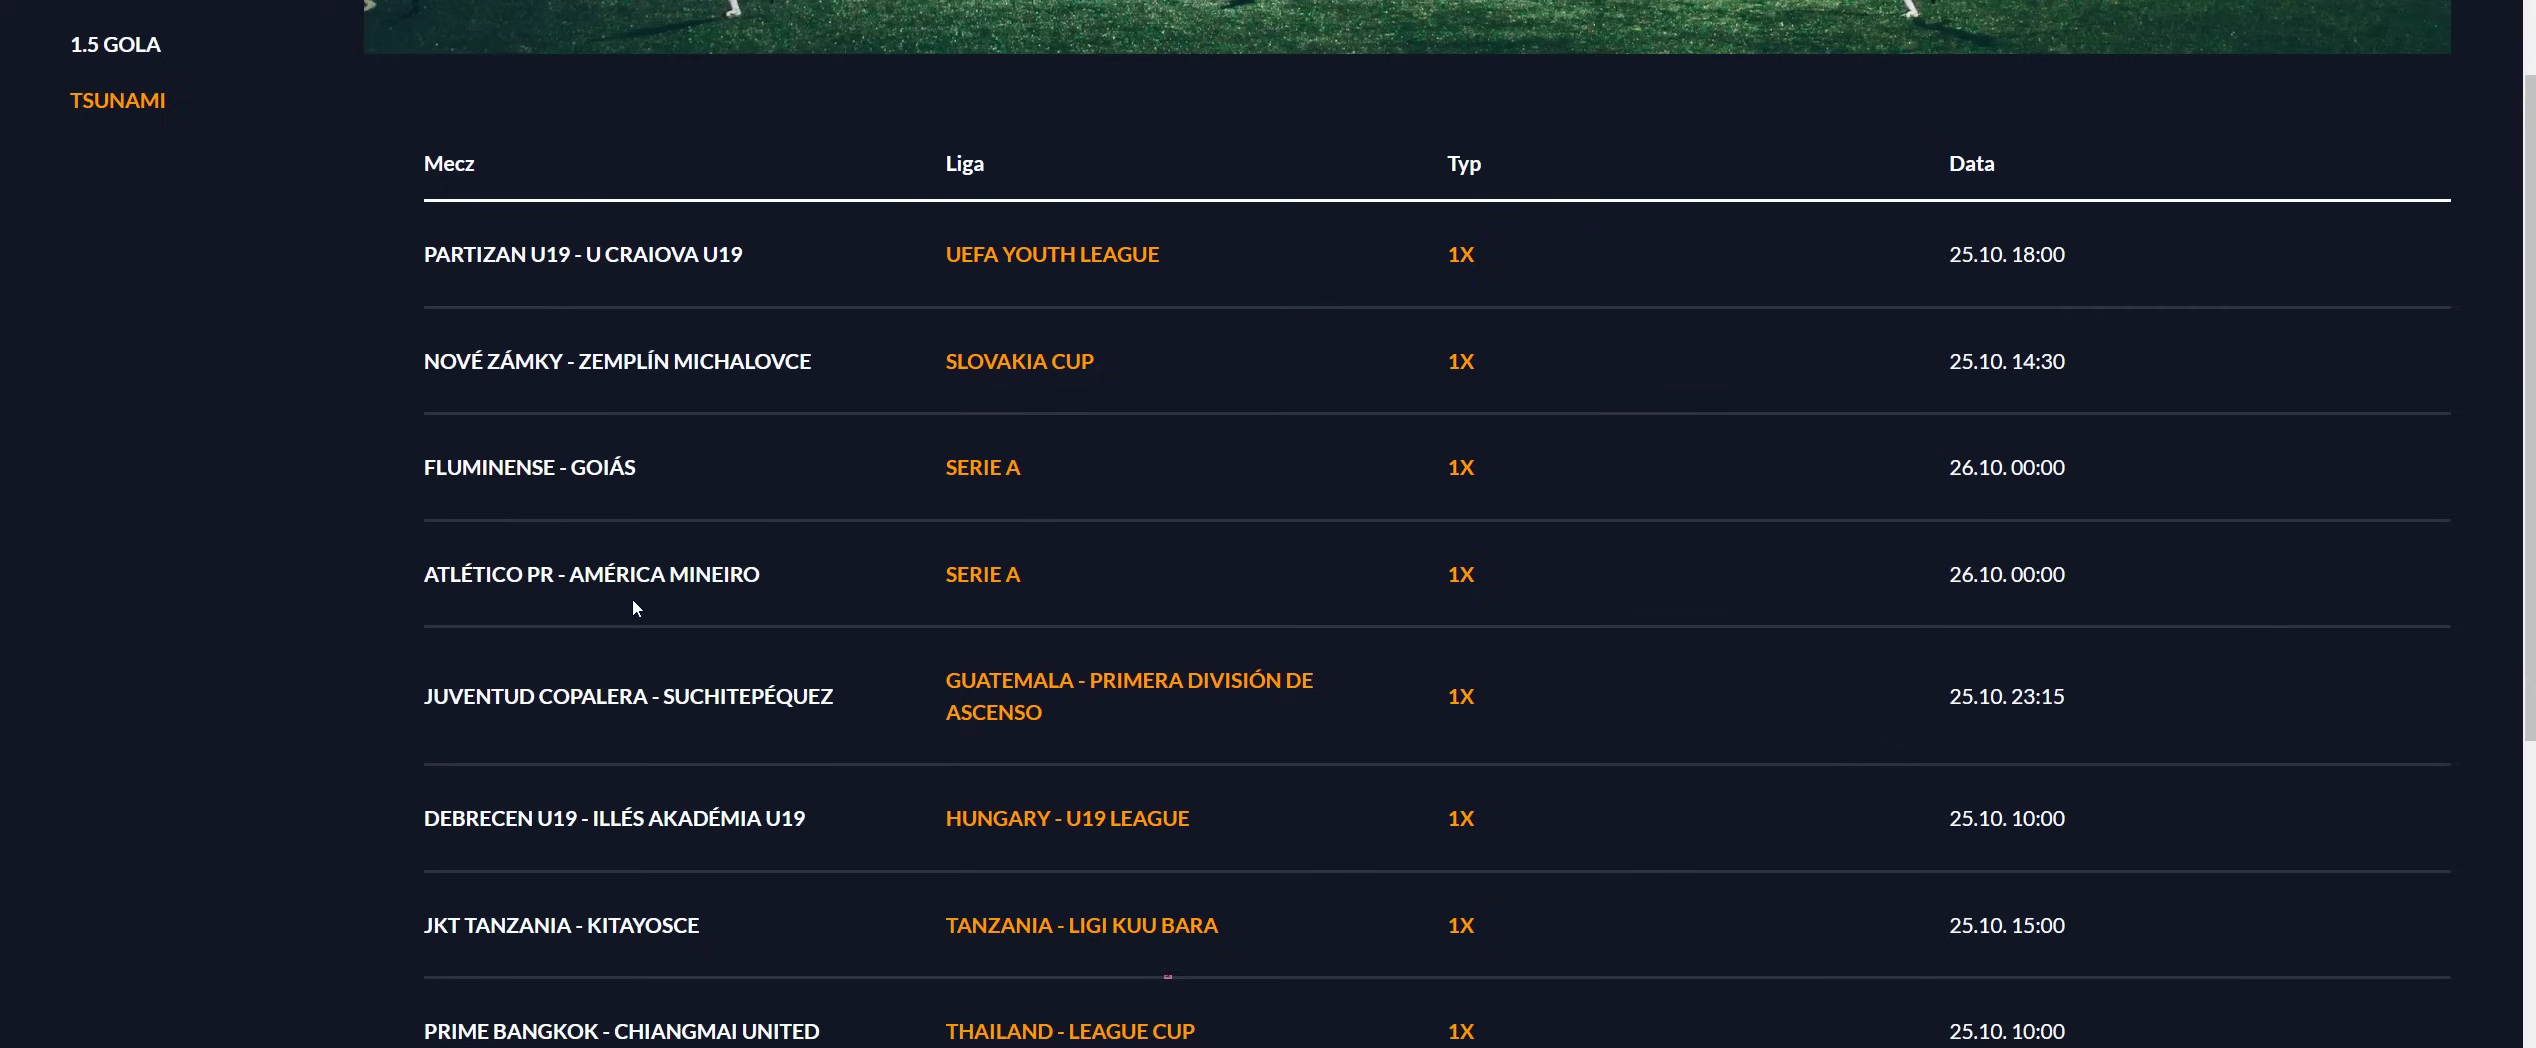 1.5 GOLA
TSUNAMI
Mecz Liga Typ Data
PARTIZAN U19 - U CRAIOVA U19 UEFA YOUTH LEAGUE 1X 25.10. 18:00
NOVÉ ZÁMKY - ZEMPLÍN MICHALOVCE SLOVAKIA CUP 1X 25.10. 14:30
FLUMINENSE - GOIÁS SERIE A 1X 26.10. 00:00
ATLÉTICO PR - AMÉRICA MINEIRO SERIE A 1X 26.10. 00:00
JUVENTUD COPALERA - SUCHITEPÉQUEZ GUATEMALA - PRIMERA DIVISIÓN DE
ASCENSO 1X 25.10. 23:15
DEBRECEN U19 - ILLÉS AKADÉMIA U19 HUNGARY - U19 LEAGUE 1X 25.10. 10:00
JKT TANZANIA - KITAYOSCE TANZANIA - LIGI KUU BARA 1X 25.10. 15:00
PRIME BANGKOK - CHIANGMAI UNITED THAILAND - LEAGUE CUP 1X 25.10. 10:00